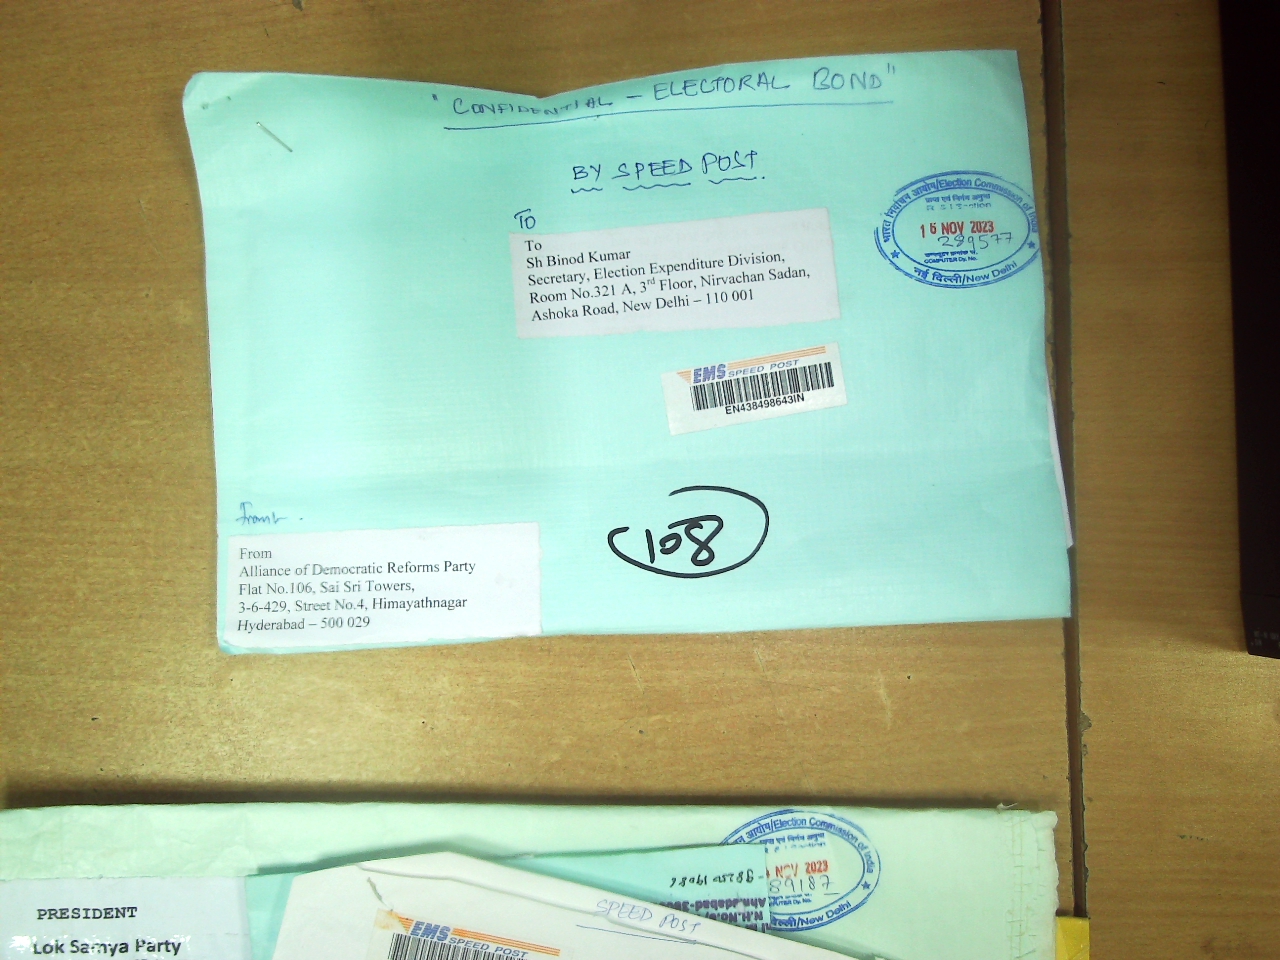 "CONFIDENTIAL - ELECTORAL BOND"
BY SPEED POST
To
To
Sh Binod Kumar
Secretary, Election Expenditure Division,
Room No.321 A, 3rd Floor, Nirvachan Sadan,
Ashoka Road, New Delhi – 110 001
भारत निर्वाचन आयोग/Election Commission of India
16 NOV 2023
289577
COMPUTER Dy. No.
नई दिल्ली/New Delhi
EMS SPEED POST
EN438498643IN
108
From
From
Alliance of Democratic Reforms Party
Flat No.106, Sai Sri Towers,
3-6-429, Street No.4, Himayathnagar
Hyderabad – 500 029
आयोग/Election Commission of India
NOV 2023
89187
दिल्ली/New Delhi
PRESIDENT
Lok Samya Party
SPEED POST
EMS SPEED POST